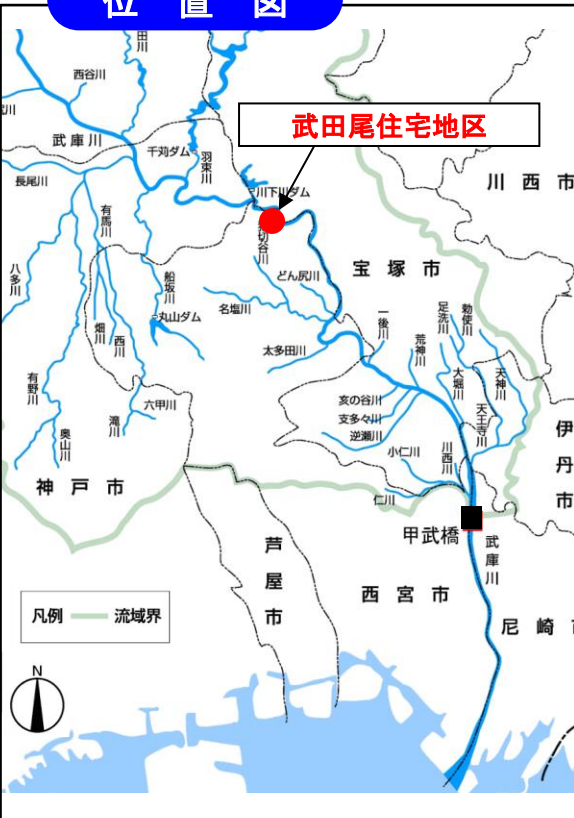 位置図
田川
西谷川
川
武庫川
千苅ダム
羽束川
武田尾住宅地区
川西市
長尾川
川下川ダム
有馬川
切谷川
八多川
船坂川
どん尻川
宝塚市
名塩川
丸山ダム
畑川
西川
一後川
荒神川
足洗川
勅使川
太多田川
大堀川
天神川
天王寺川
有野川
亥の谷川
支多々川
逆瀬川
六甲川
滝川
奥山川
小仁川
川西川
伊丹市
神戸市
仁川
甲武橋
武庫川
芦屋市
西宮市
尼崎
凡例 流域界
N